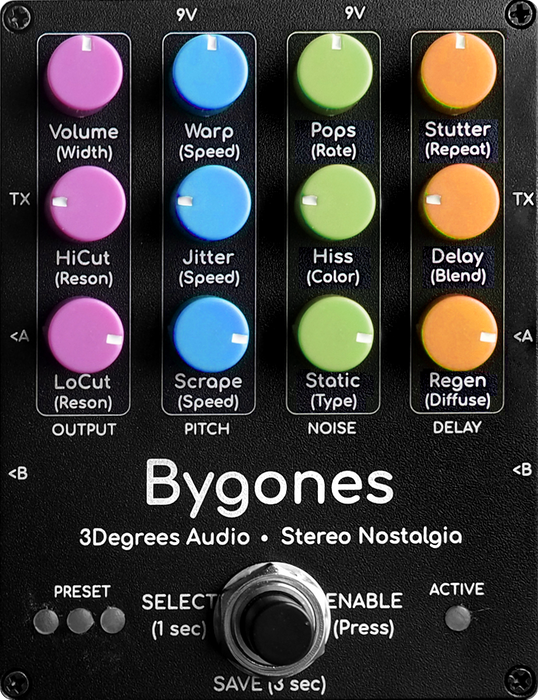 9V 9V
Volume Warp Pops Stutter
(Width) (Speed) (Rate) (Repeat)
TX TX
HiCut Jitter Hiss Delay
(Reson) (Speed) (Color) (Blend)
<A <A
LoCut Scrape Static Regen
(Reson) (Speed) (Type) (Diffuse)
OUTPUT PITCH NOISE DELAY
<B <B
Bygones
3Degrees Audio • Stereo Nostalgia
PRESET ACTIVE
SELECT ENABLE
(1 sec) (Press)
SAVE (3 sec)